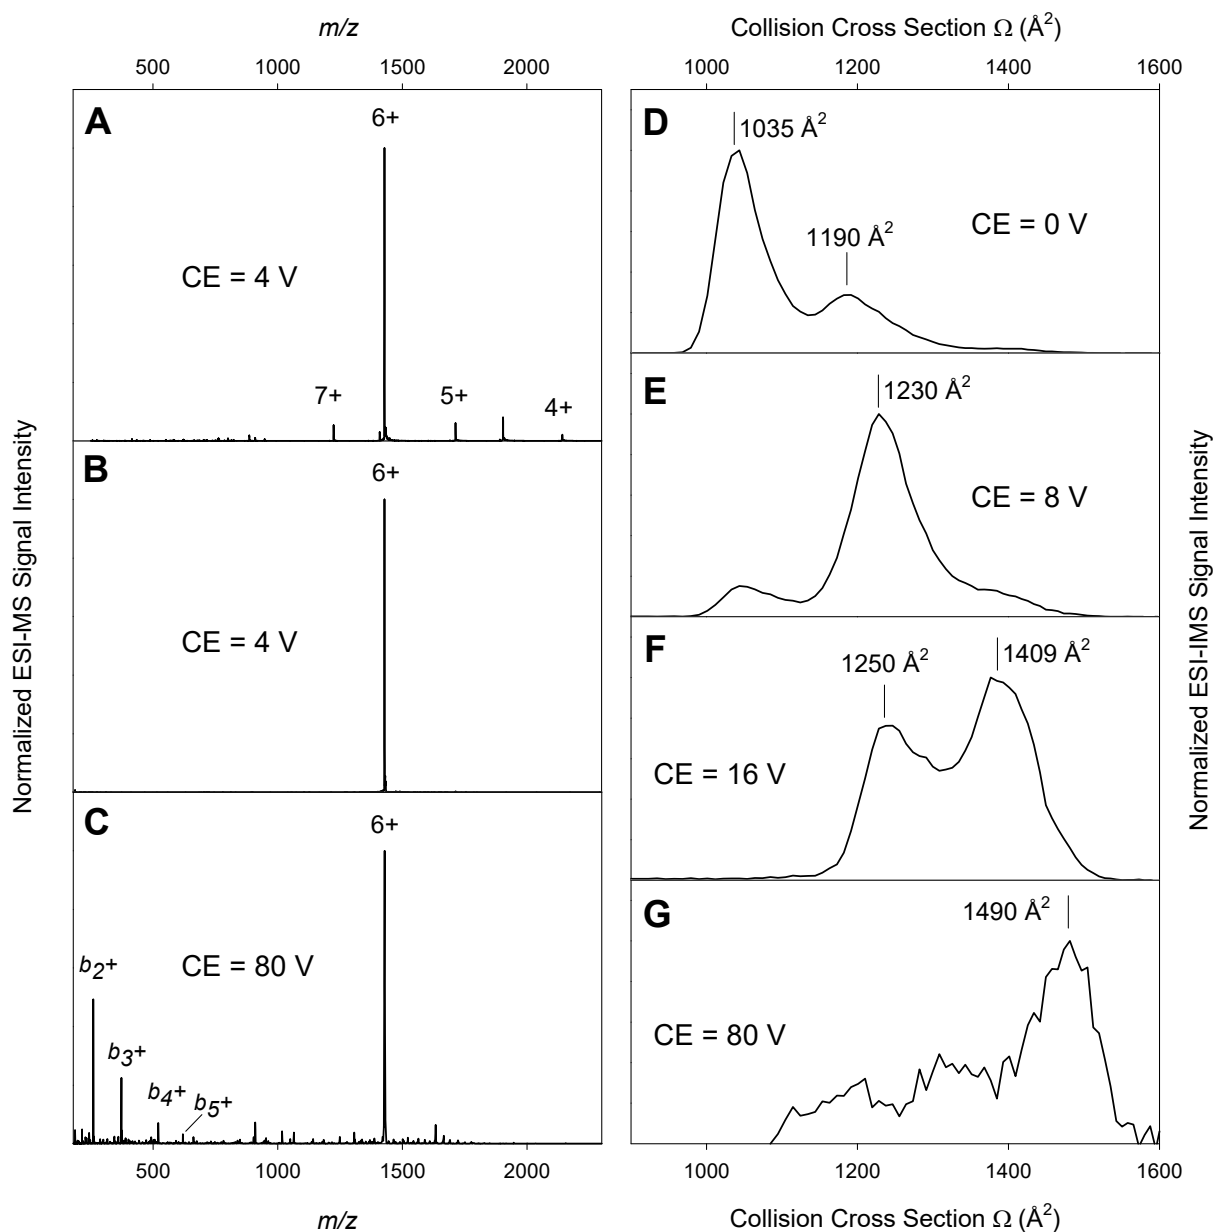 m/z
Collision Cross Section Ω (Å²)
500 1000 1500 2000
1000 1200 1400 1600
A
6+
CE = 4 V
7+
5+
4+
B
6+
CE = 4 V
C
6+
CE = 80 V
b2+
b3+
b4+
b5+
D
1035 Å²
1190 Å²
CE = 0 V
E
1230 Å²
CE = 8 V
F
1250 Å²
1409 Å²
CE = 16 V
G
1490 Å²
CE = 80 V
Normalized ESI-MS Signal Intensity
Normalized ESI-IMS Signal Intensity
500 1000 1500 2000
1000 1200 1400 1600
m/z
Collision Cross Section Ω (Å²)